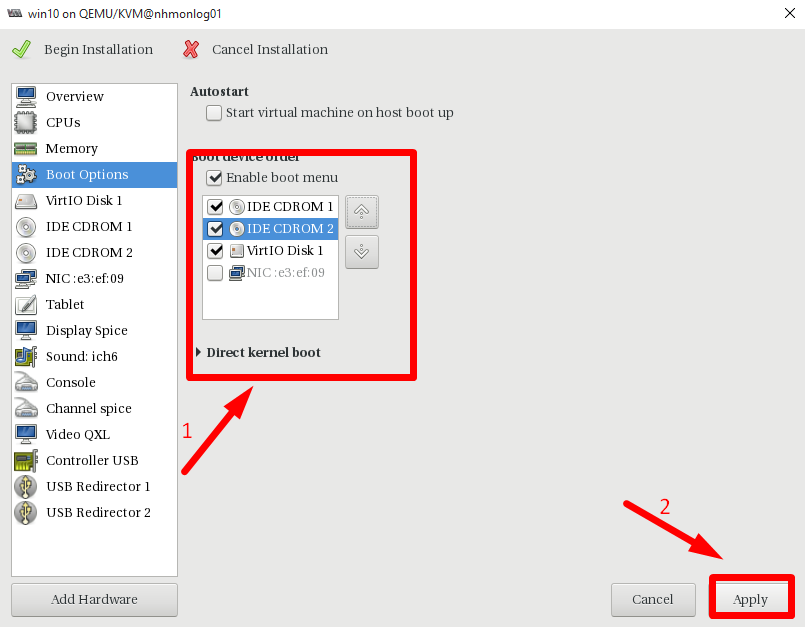 win10 on QEMU/KVM@nhmonlog01
Begin Installation
Cancel Installation
Overview
CPUs
Memory
Boot Options
VirtIO Disk 1
IDE CDROM 1
IDE CDROM 2
NIC :e3:ef:09
Tablet
Display Spice
Sound: ich6
Console
Channel spice
Video QXL
Controller USB
USB Redirector 1
USB Redirector 2
Add Hardware
Autostart
Start virtual machine on host boot up
Boot device order
Enable boot menu
IDE CDROM 1
IDE CDROM 2
VirtIO Disk 1
NIC :e3:ef:09
Direct kernel boot
1
2
Cancel
Apply